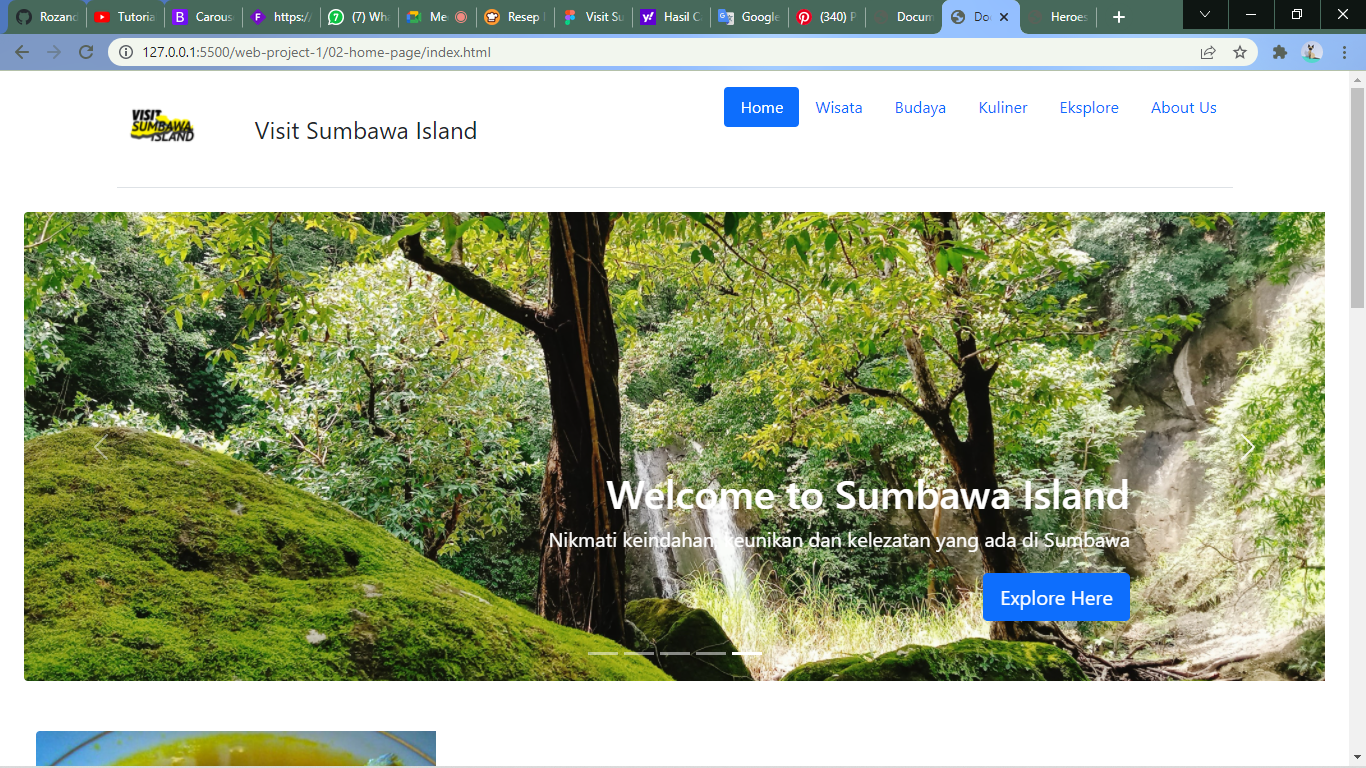 Rozand
Tutoria
Carous
https:/
(7) Wha
Me
Resep
Visit Su
Hasil C
Google
(340) P
Docum
Do
Heroes
127.0.0.1:5500/web-project-1/02-home-page/index.html
VISIT
SUMBAWA
ISLAND
Visit Sumbawa Island
Home
Wisata
Budaya
Kuliner
Eksplore
About Us
Welcome to Sumbawa Island
Nikmati keindahan, keunikan dan kelezatan yang ada di Sumbawa
Explore Here